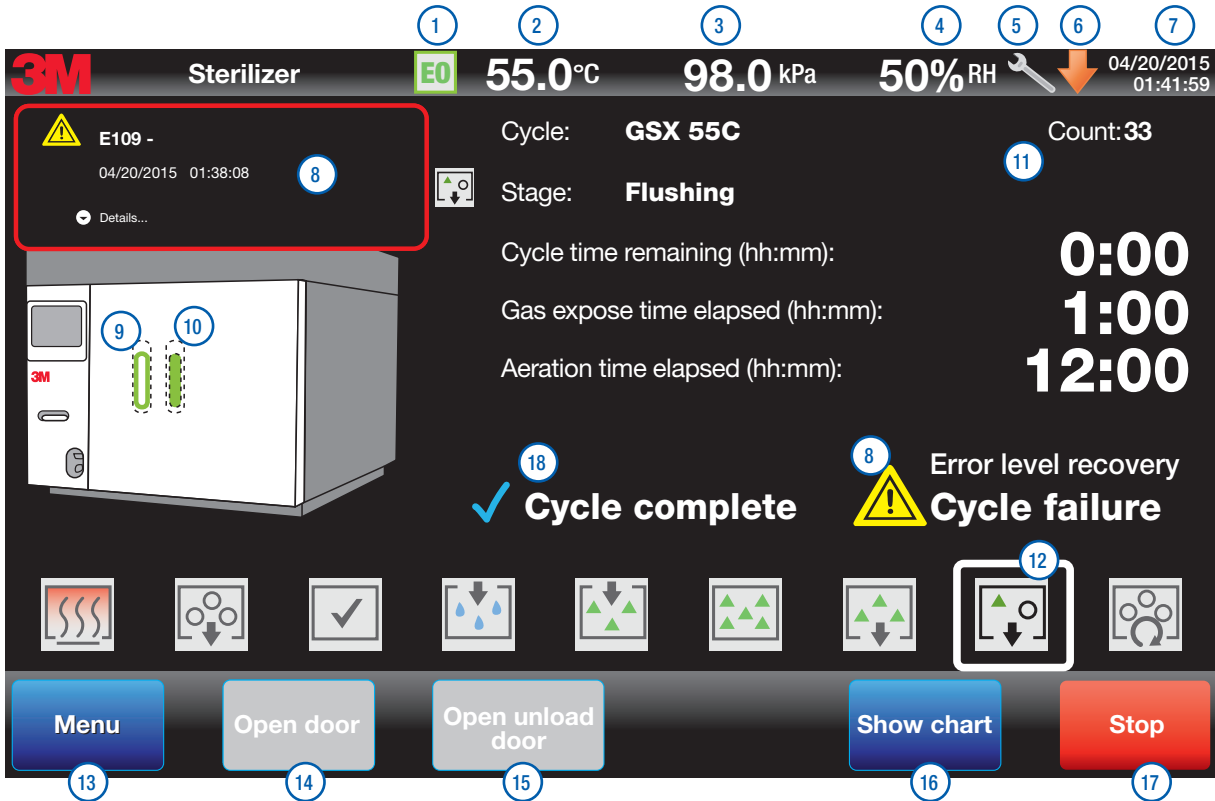 1 2 3 4 5 6 7
3M Sterilizer EO 55.0°C 98.0 kPa 50% RH 04/20/2015
01:41:59
E109 -
04/20/2015 01:38:08
8
Details...
Cycle: GSX 55C Count: 33
11
Stage: Flushing
Cycle time remaining (hh:mm): 0:00
Gas expose time elapsed (hh:mm): 1:00
Aeration time elapsed (hh:mm): 12:00
9 10
3M
18
Cycle complete
8
Error level recovery
Cycle failure
12
Menu
Open door
Open unload
door
Show chart
Stop
13 14 15 16 17